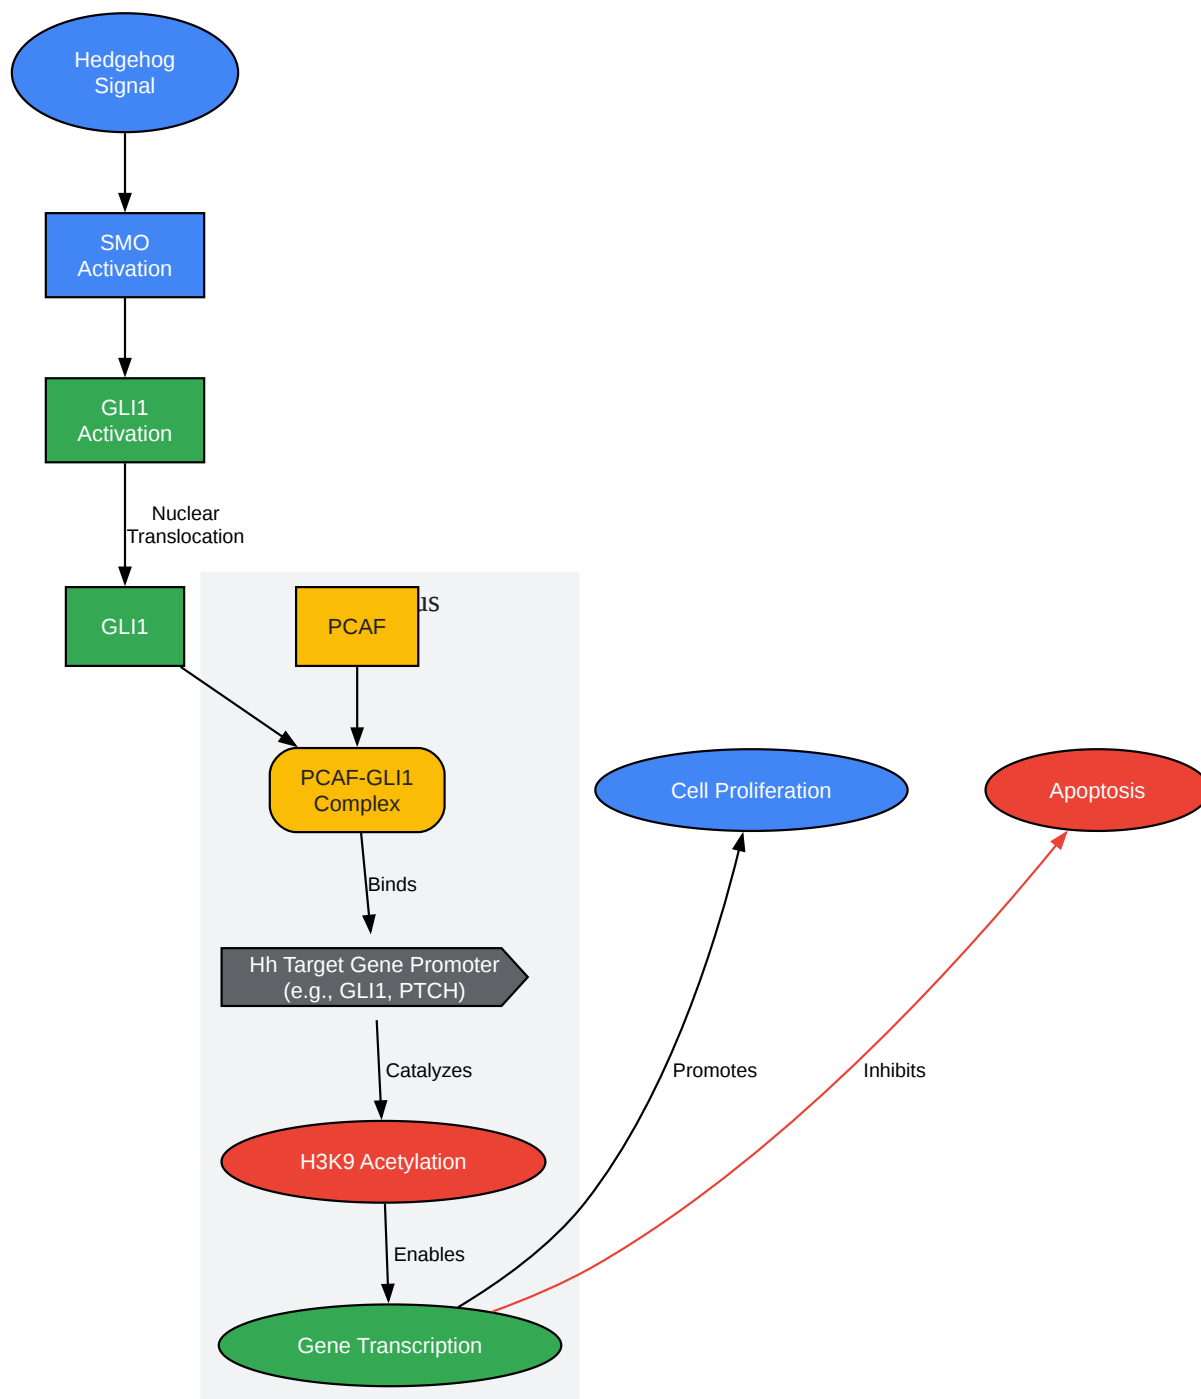 Hedgehog
Signal
SMO
Activation
GLI1
Activation
Nuclear
Translocation
GLI1
PCAF
PCAF-GLI1
Complex
Cell Proliferation
Apoptosis
Binds
Hh Target Gene Promoter
(e.g., GLI1, PTCH)
Catalyzes
Promotes
Inhibits
H3K9 Acetylation
Enables
Gene Transcription